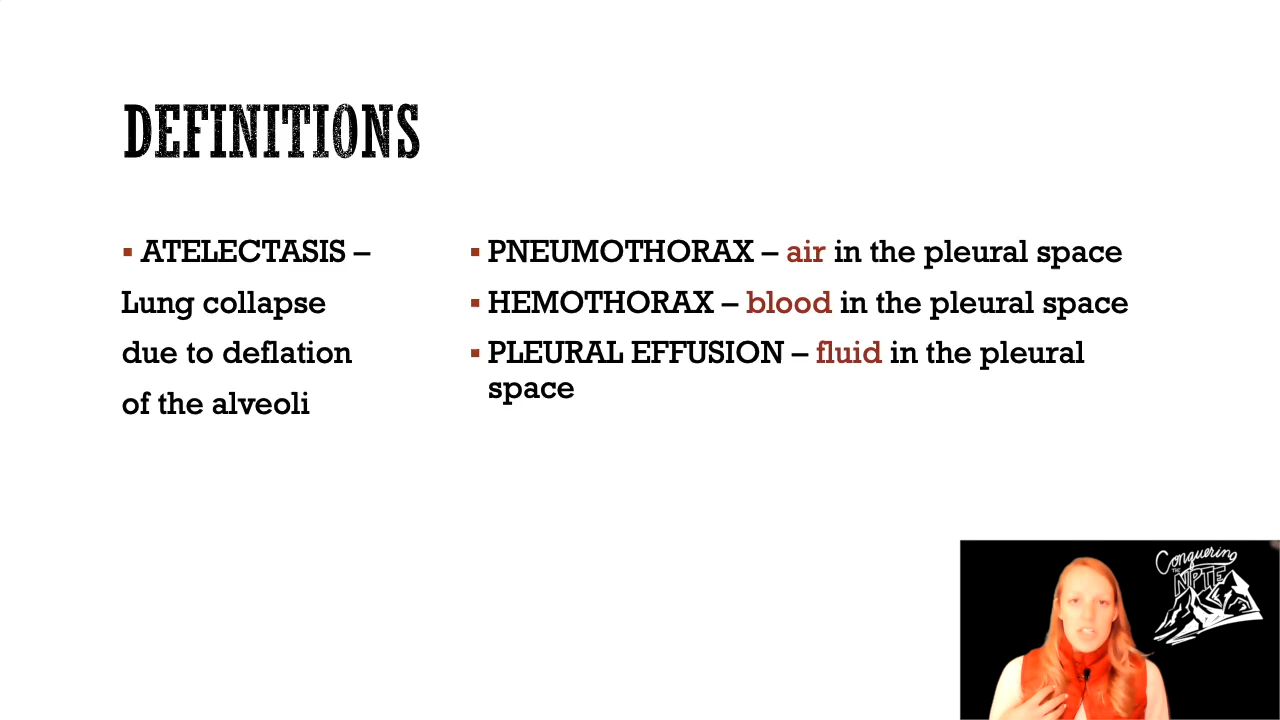 DEFINITIONS
▪ ATELECTASIS –
Lung collapse
due to deflation
of the alveoli
▪ PNEUMOTHORAX – air in the pleural space
▪ HEMOTHORAX – blood in the pleural space
▪ PLEURAL EFFUSION – fluid in the pleural
space
Conquering
THE
NPTE